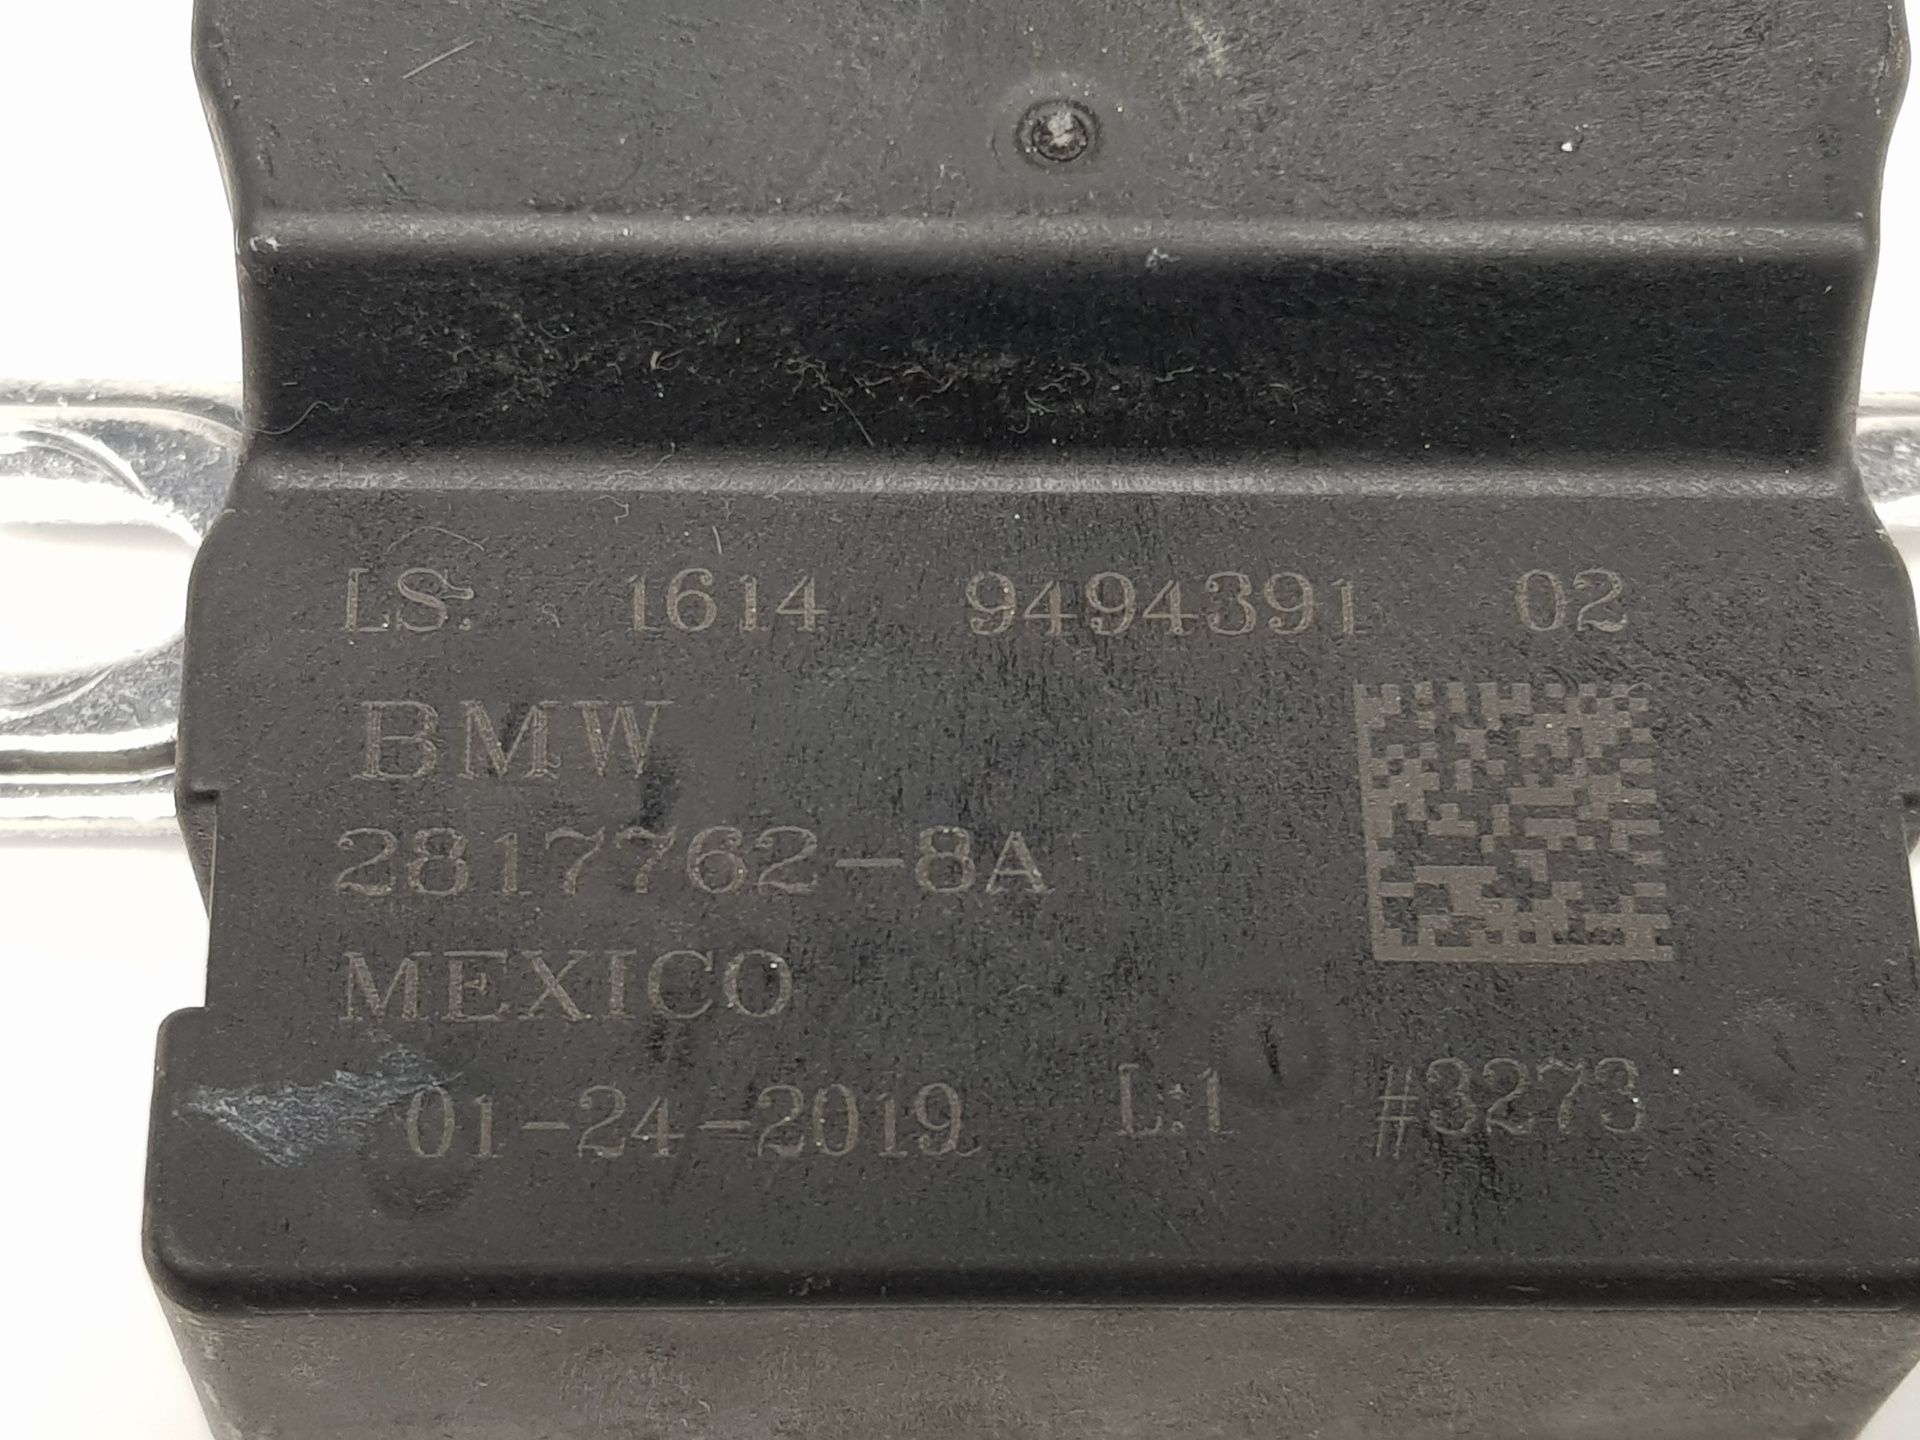 LS: 1614 9494391 02
BMW
2817762-8A
MEXICO
01-24-2019 L:1 #3273